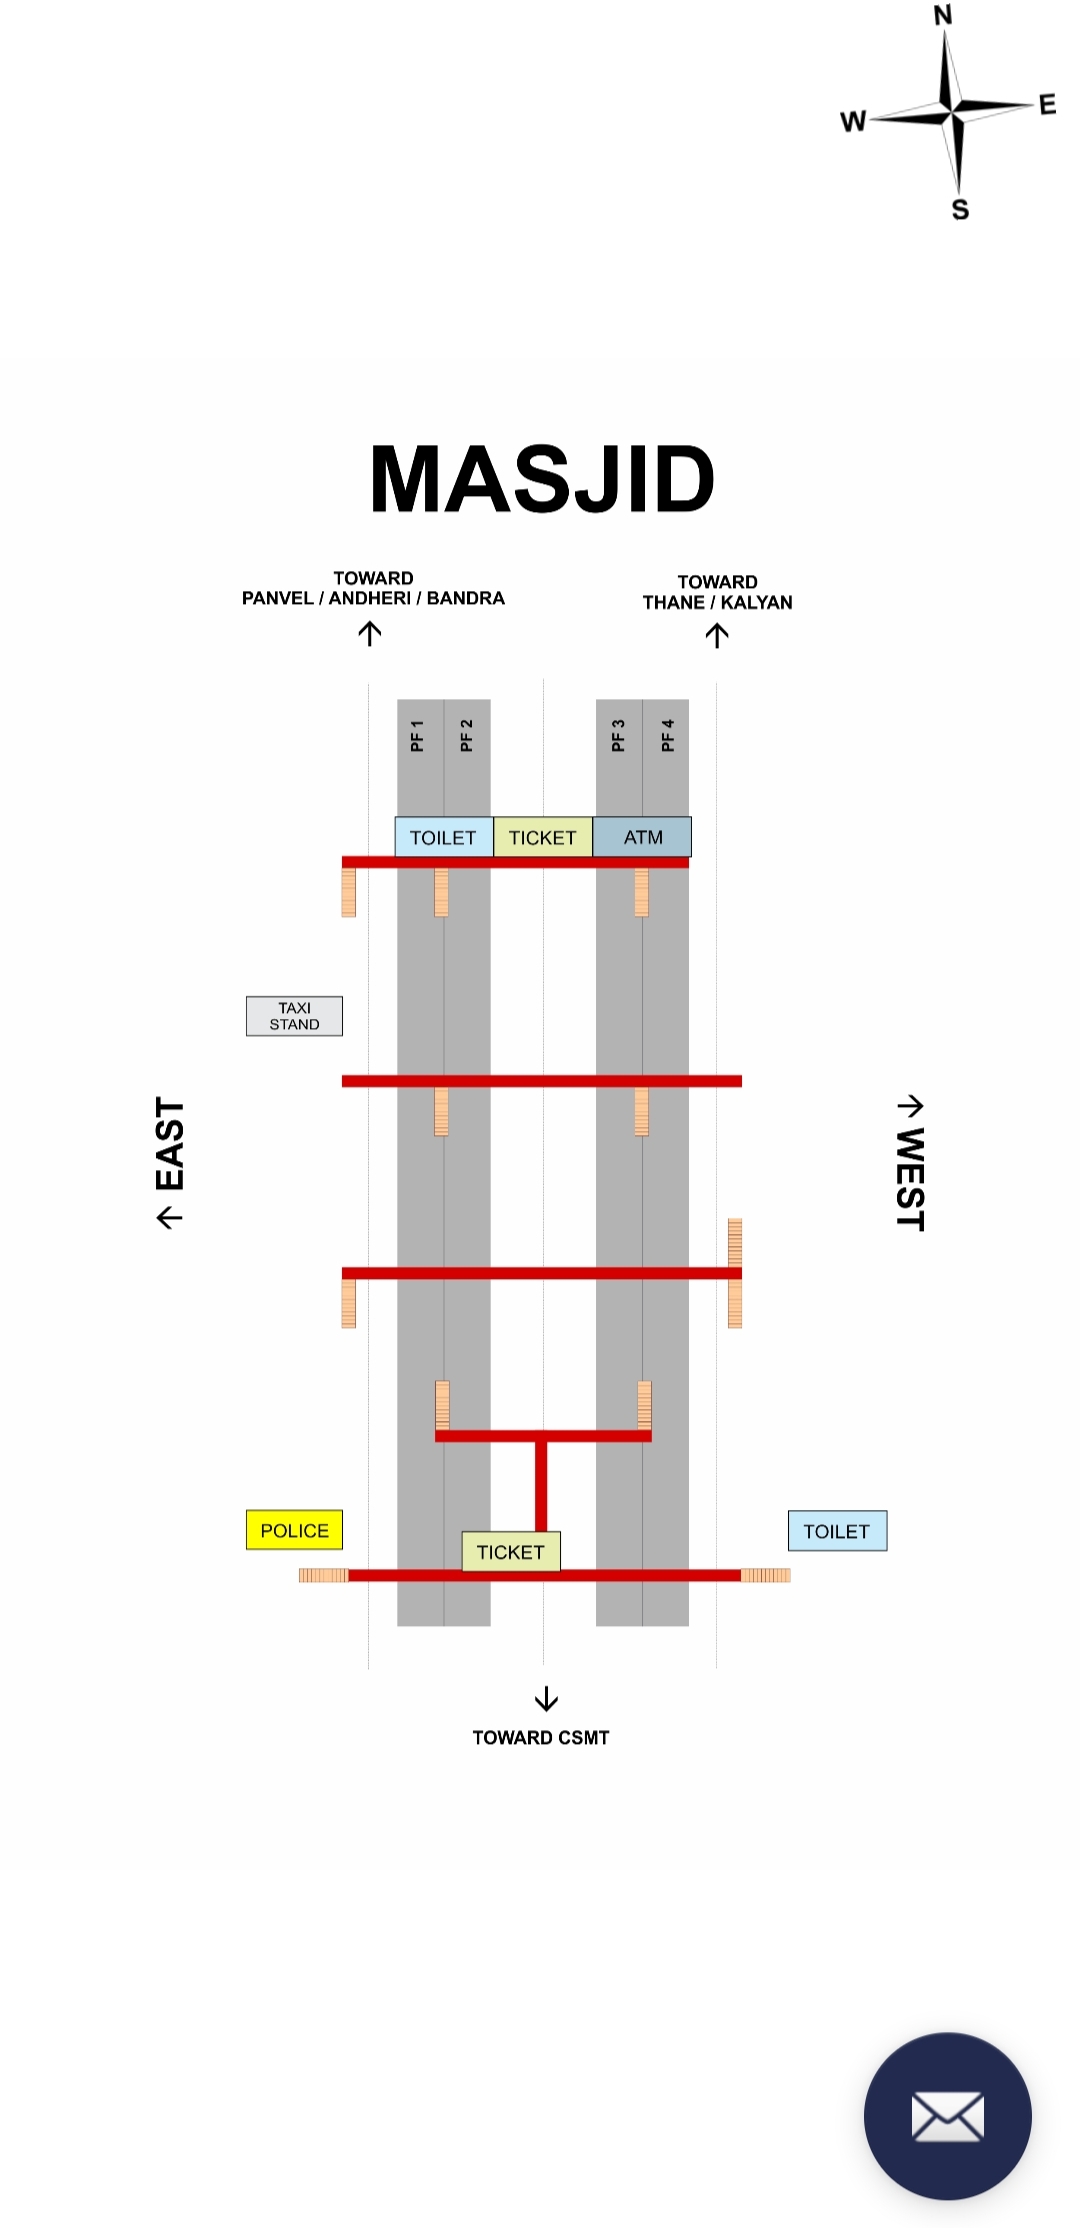 N
W
E
S
MASJID
TOWARD
PANVEL / ANDHERI / BANDRA
↑
TOWARD
THANE / KALYAN
↑
PF 1
PF 2
PF 3
PF 4
TOILET
TICKET
ATM
TAXI
STAND
↑ EAST
↑ WEST
POLICE
TICKET
TOILET
↓
TOWARD CSMT